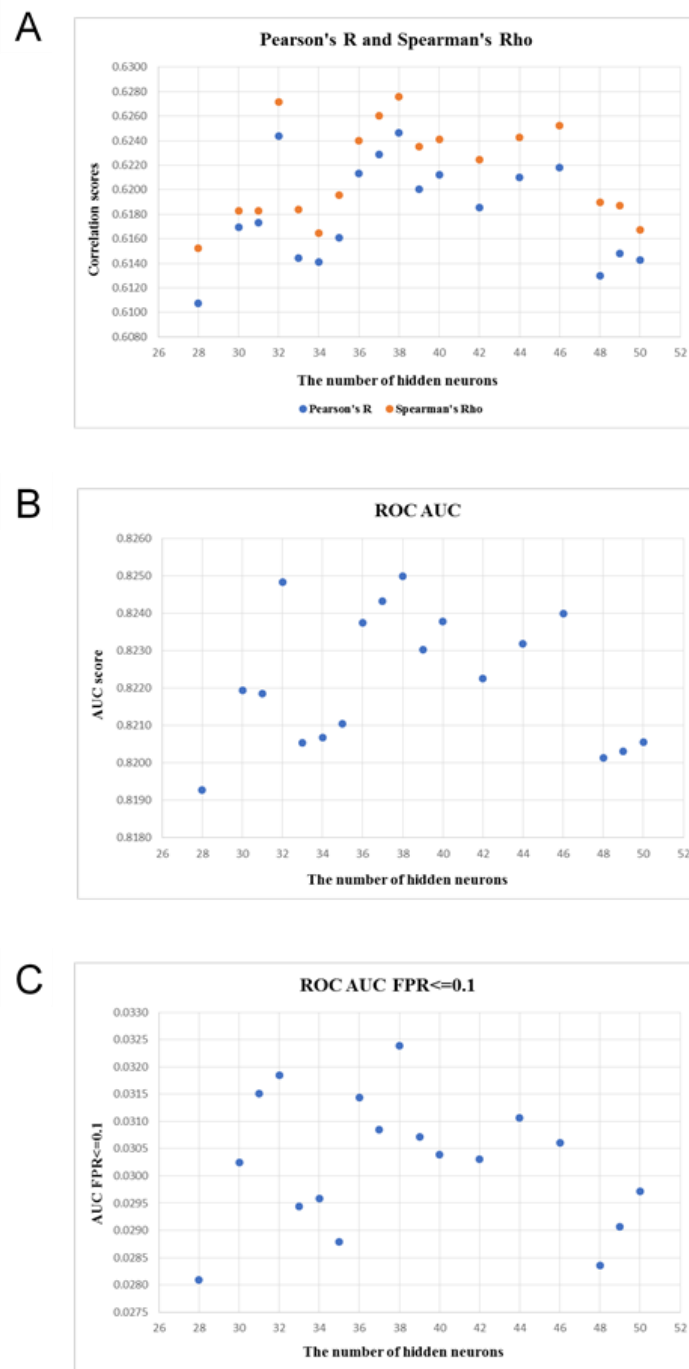 A
Pearson's R and Spearman's Rho
0.6300
0.6280
0.6260
0.6240
0.6220
0.6200
0.6180
0.6160
0.6140
0.6120
0.6100
0.6080
Correlation scores
26 28 30 32 34 36 38 40 42 44 46 48 50 52
The number of hidden neurons
Pearson's R Spearman's Rho
B
ROC AUC
0.8260
0.8250
0.8240
0.8230
0.8220
0.8210
0.8200
0.8190
0.8180
AUC score
26 28 30 32 34 36 38 40 42 44 46 48 50 52
The number of hidden neurons
C
ROC AUC FPR<=0.1
0.0330
0.0325
0.0320
0.0315
0.0310
0.0305
0.0300
0.0295
0.0290
0.0285
0.0280
0.0275
AUC FPR<=0.1
26 28 30 32 34 36 38 40 42 44 46 48 50 52
The number of hidden neurons